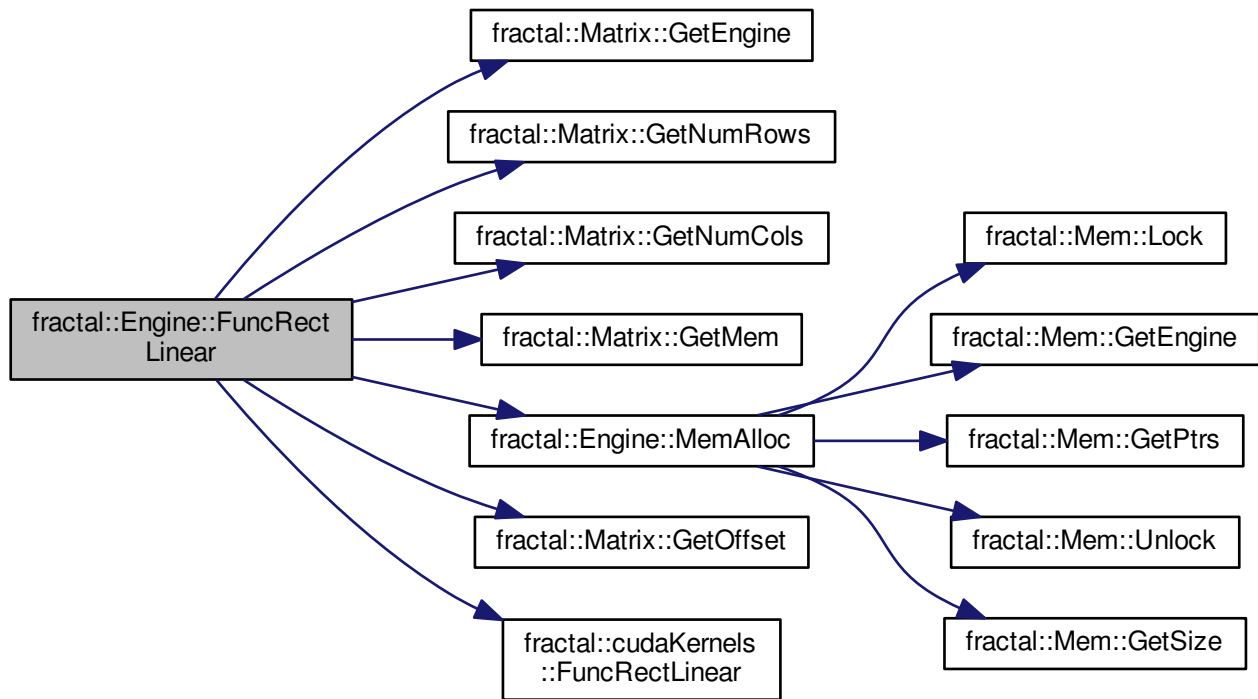 fractal::Matrix::GetEngine
fractal::Matrix::GetNumRows
fractal::Matrix::GetNumCols
fractal::Mem::Lock
fractal::Engine::FuncRect
Linear
fractal::Matrix::GetMem
fractal::Mem::GetEngine
fractal::Engine::MemAlloc
fractal::Mem::GetPtrs
fractal::Matrix::GetOffset
fractal::Mem::Unlock
fractal::cudaKernels
::FuncRectLinear
fractal::Mem::GetSize